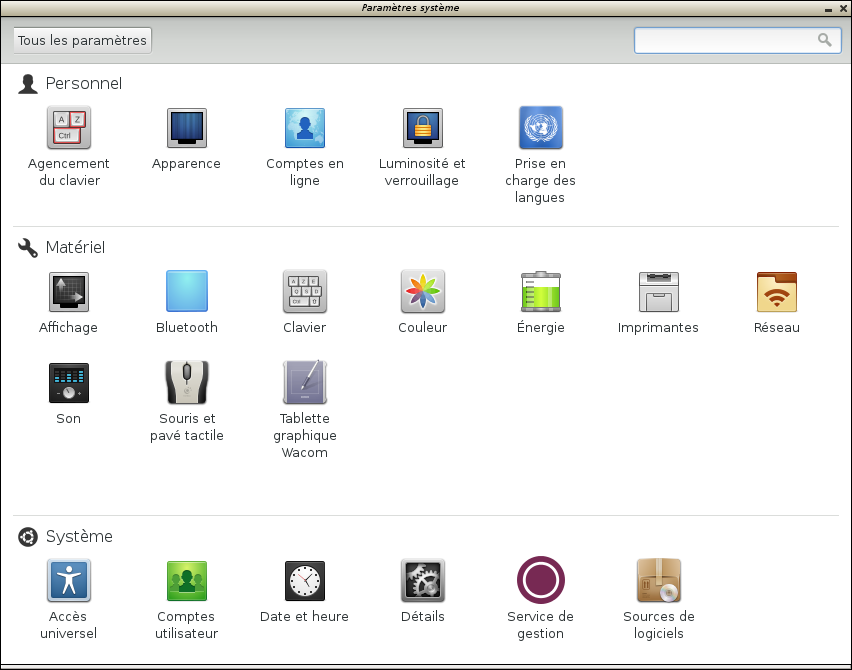 Paramètres système
Tous les paramètres
Personnel
A Z
Ctrl
Agencement
du clavier
Apparence
Comptes en
ligne
Luminosité et
verrouillage
Prise en
charge des
langues
Matériel
Affichage
Bluetooth
A Z E
Q S D
Ctrl
Clavier
Couleur
Énergie
Imprimantes
Réseau
Son
Souris et
pavé tactile
Tablette
graphique
Wacom
Système
Accès
universel
Comptes
utilisateur
Date et heure
Détails
Service de
gestion
Sources de
logiciels